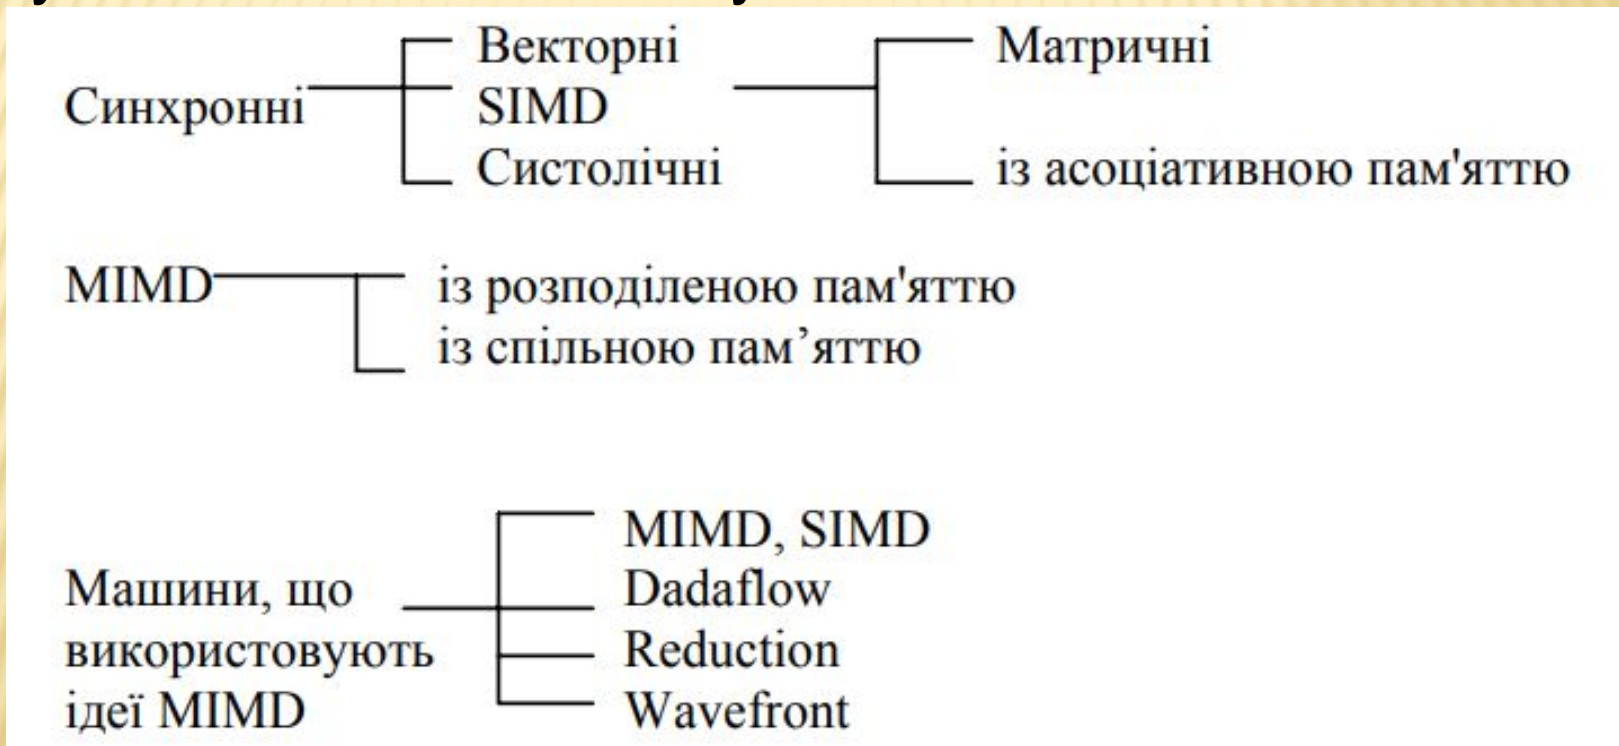 Векторні Матричні
Синхронні SIMD
Систолічні із асоціативною пам'яттю
MIMD із розподіленою пам'яттю
із спільною пам’яттю
MIMD, SIMD
Машини, що Dadaflow
використовують Reduction
ідеї MIMD Wavefront